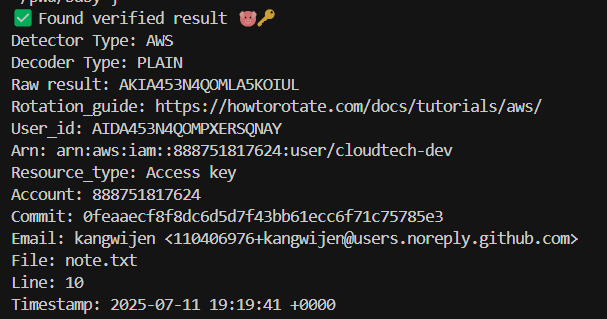 ✅ Found verified result 🐷🔑
Detector Type: AWS
Decoder Type: PLAIN
Raw result: AKIA453N4QOMLA5KOIUL
Rotation_guide: https://howtorotate.com/docs/tutorials/aws/
User_id: AIDA453N4QOMPXERSQNAY
Arn: arn:aws:iam::888751817624:user/cloudtech-dev
Resource_type: Access key
Account: 888751817624
Commit: 0feaaecf8f8dc6d5d7f43bb61ecc6f71c75785e3
Email: kangwijen <110406976+kangwijen@users.noreply.github.com>
File: note.txt
Line: 10
Timestamp: 2025-07-11 19:19:41 +0000